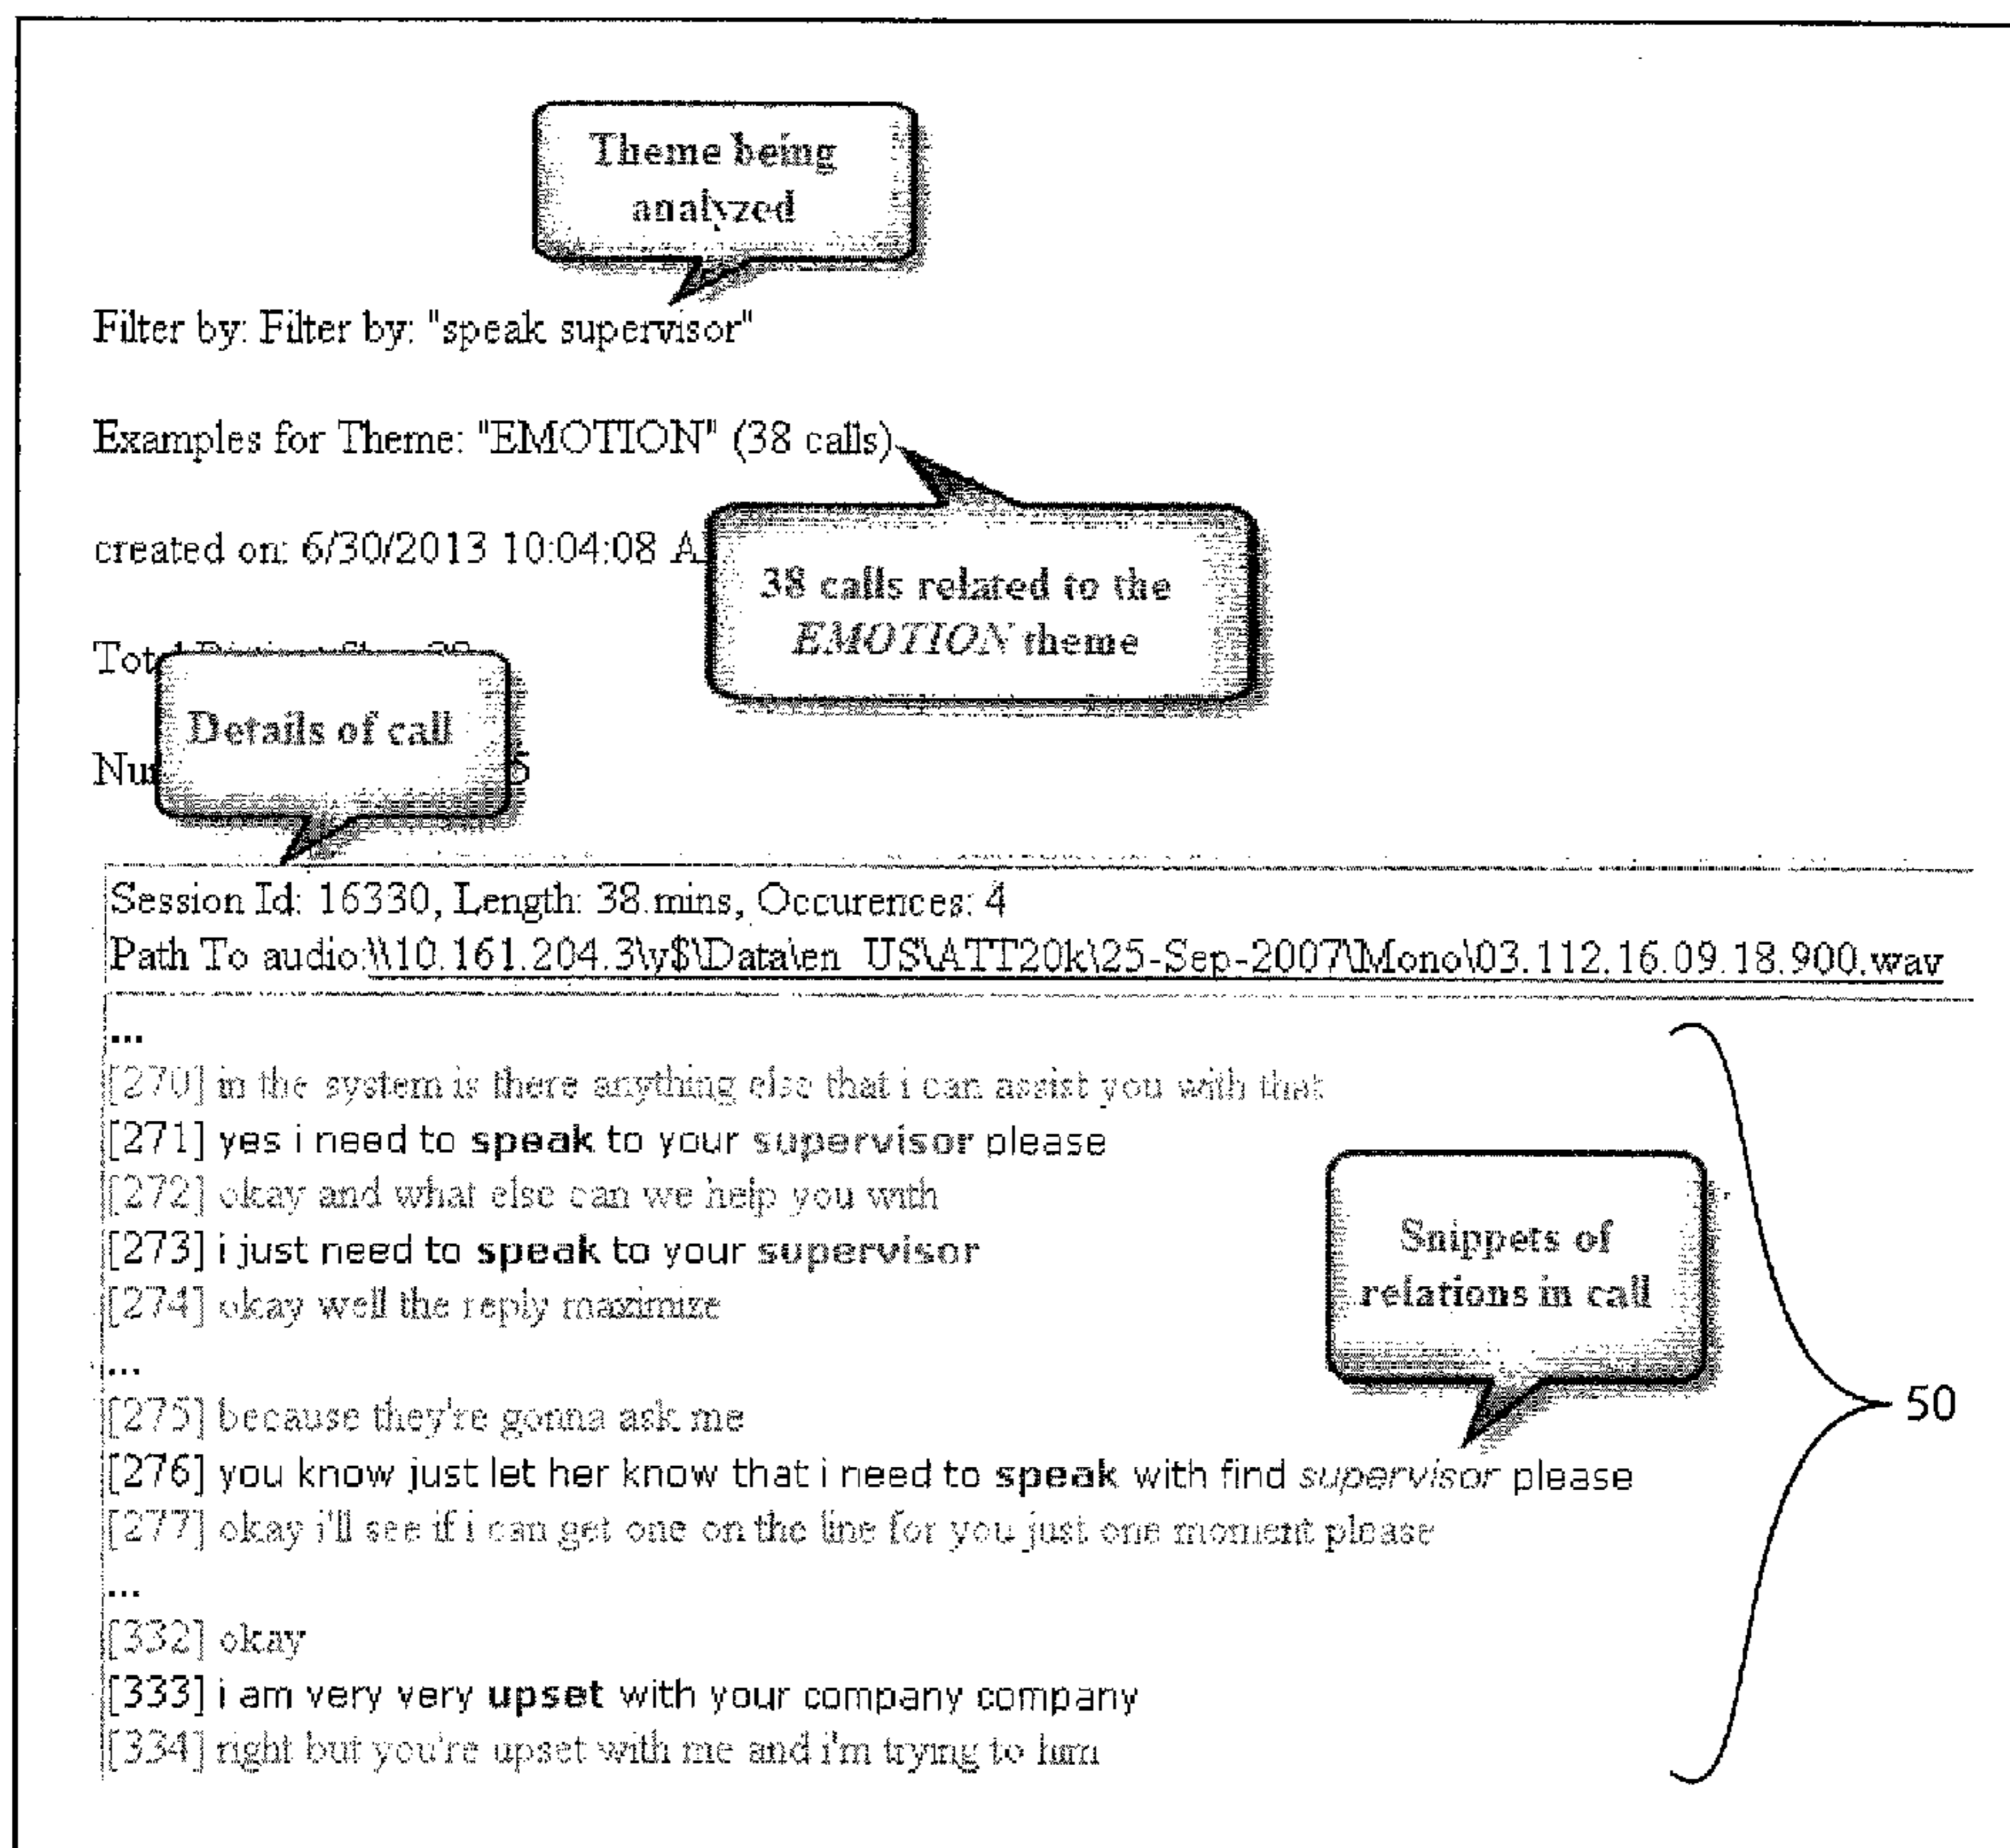 Theme being
analyzed
Filter by: Filter by: "speak supervisor"
Examples for Theme: "EMOTION" (38 calls)
created on: 6/30/2013 10:04:08 A
38 calls related to the
EMOTION theme
Details of call
Session Id: 16330, Length: 38 mins, Occurences: 4
Path To audio:\\10.161.204.3\y$\Data\en_US\ATT20k\25-Sep-2007\Mono\03.112.16.09.18.900.wav
...
[270] in the system is there anything else that i can assist you with that
[271] yes i need to speak to your supervisor please
[272] okay and what else can we help you with
[273] i just need to speak to your supervisor
[274] okay well the reply maximize
...
[275] because they're gonna ask me
[276] you know just let her know that i need to speak with find supervisor please
[277] okay i'll see if i can get one on the line for you just one moment please
...
[332] okay
[333] i am very very upset with your company company
[334] right but you're upset with me and i'm trying to him
Snippets of
relations in call
50